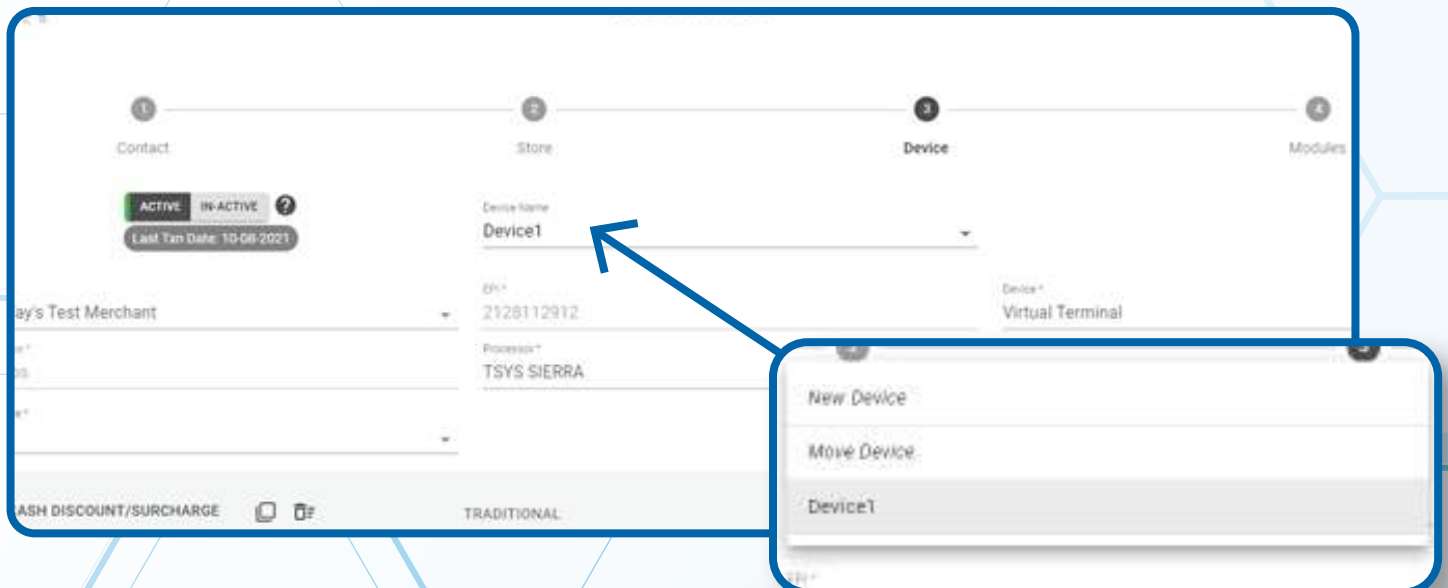 1 2 3 4
Contact Store Device Modules
ACTIVE IN-ACTIVE ?
Last Txn Date: 10-08-2021
Device Name
Device1
ay's Test Merchant
EPI *
2128112912
Device *
Virtual Terminal
Processor *
TSYS SIERRA
ASH DISCOUNT/SURCHARGE
TRADITIONAL
New Device
Move Device
Device1
EPI *